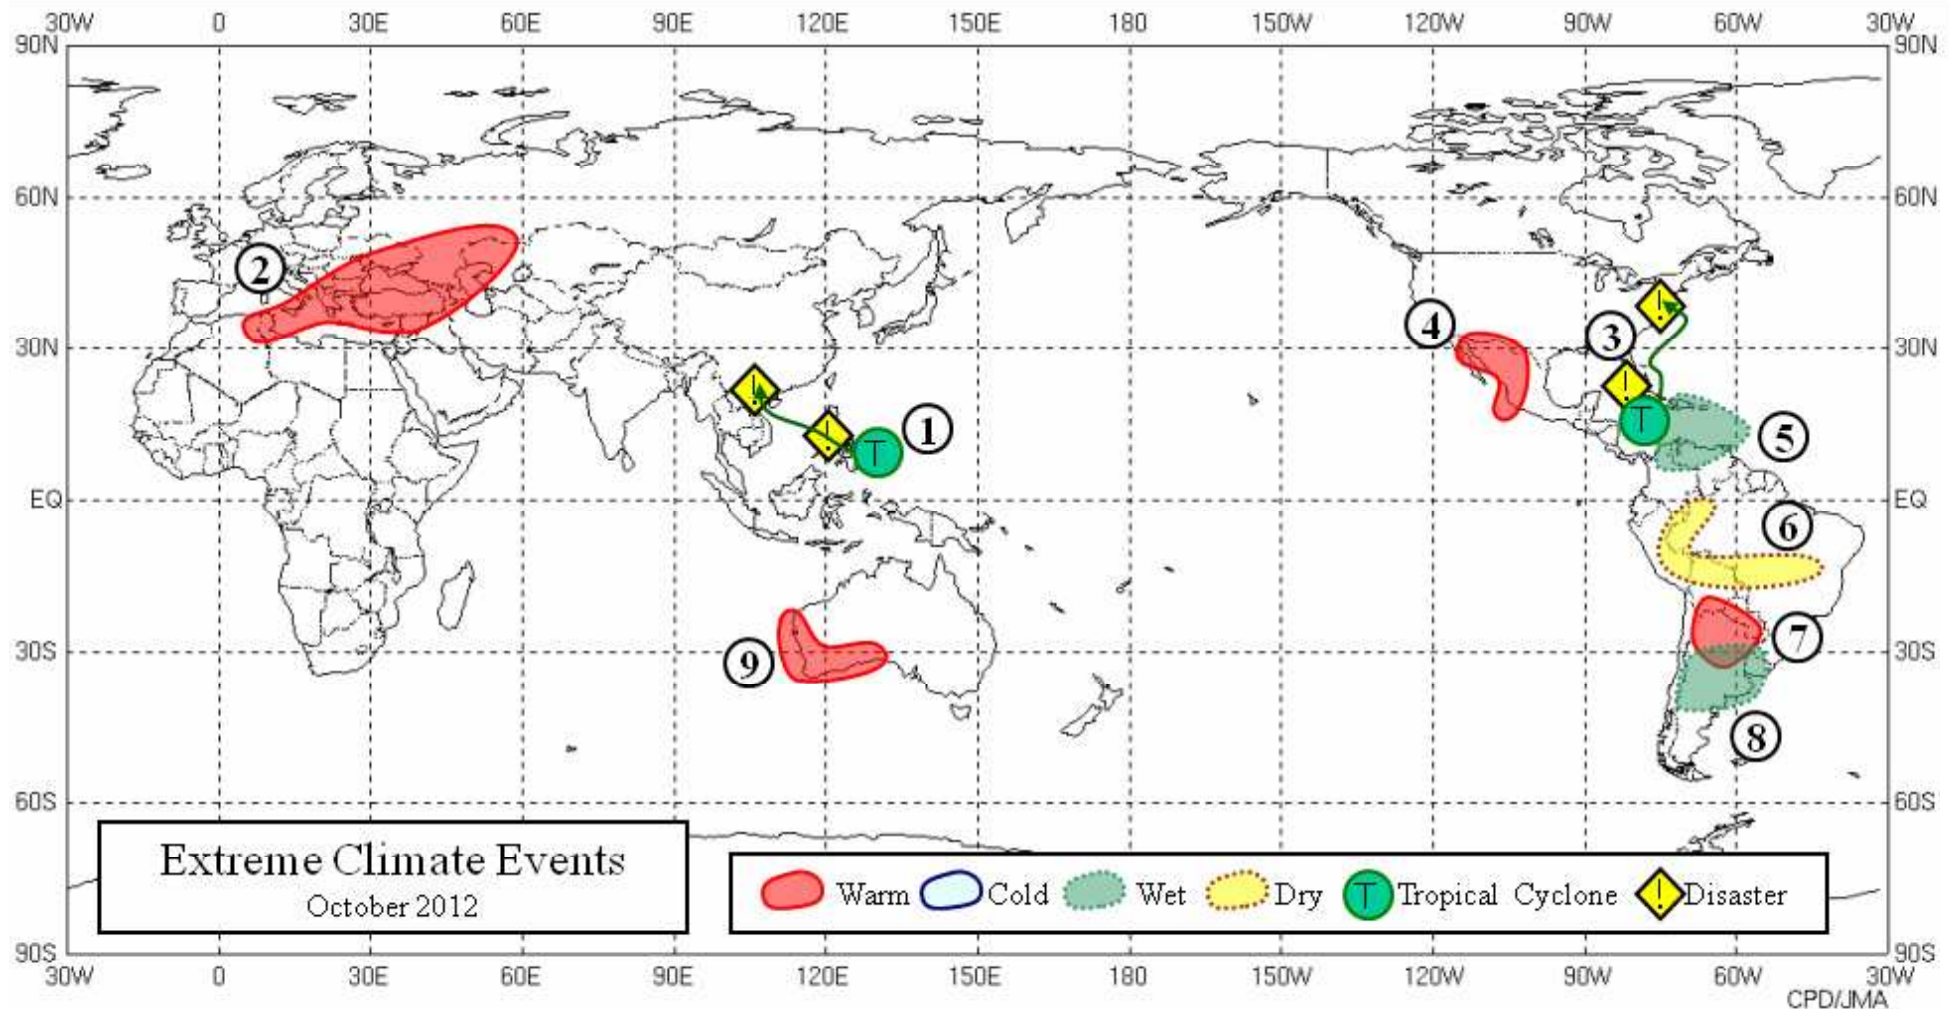 30W 0 30E 60E 90E 120E 150E 180 150W 120W 90W 60W 30W
90N 90N
60N 60N
2
4 3
30N 30N
1 5
T T
! ! ! !
EQ EQ
6
7
30S 30S
9
8
60S 60S
Extreme Climate Events
October 2012
Warm Cold Wet Dry T Tropical Cyclone ! Disaster
90S 90S
30W 0 30E 60E 90E 120E 150E 180 150W 120W 90W 60W 30W
CPD/JMA